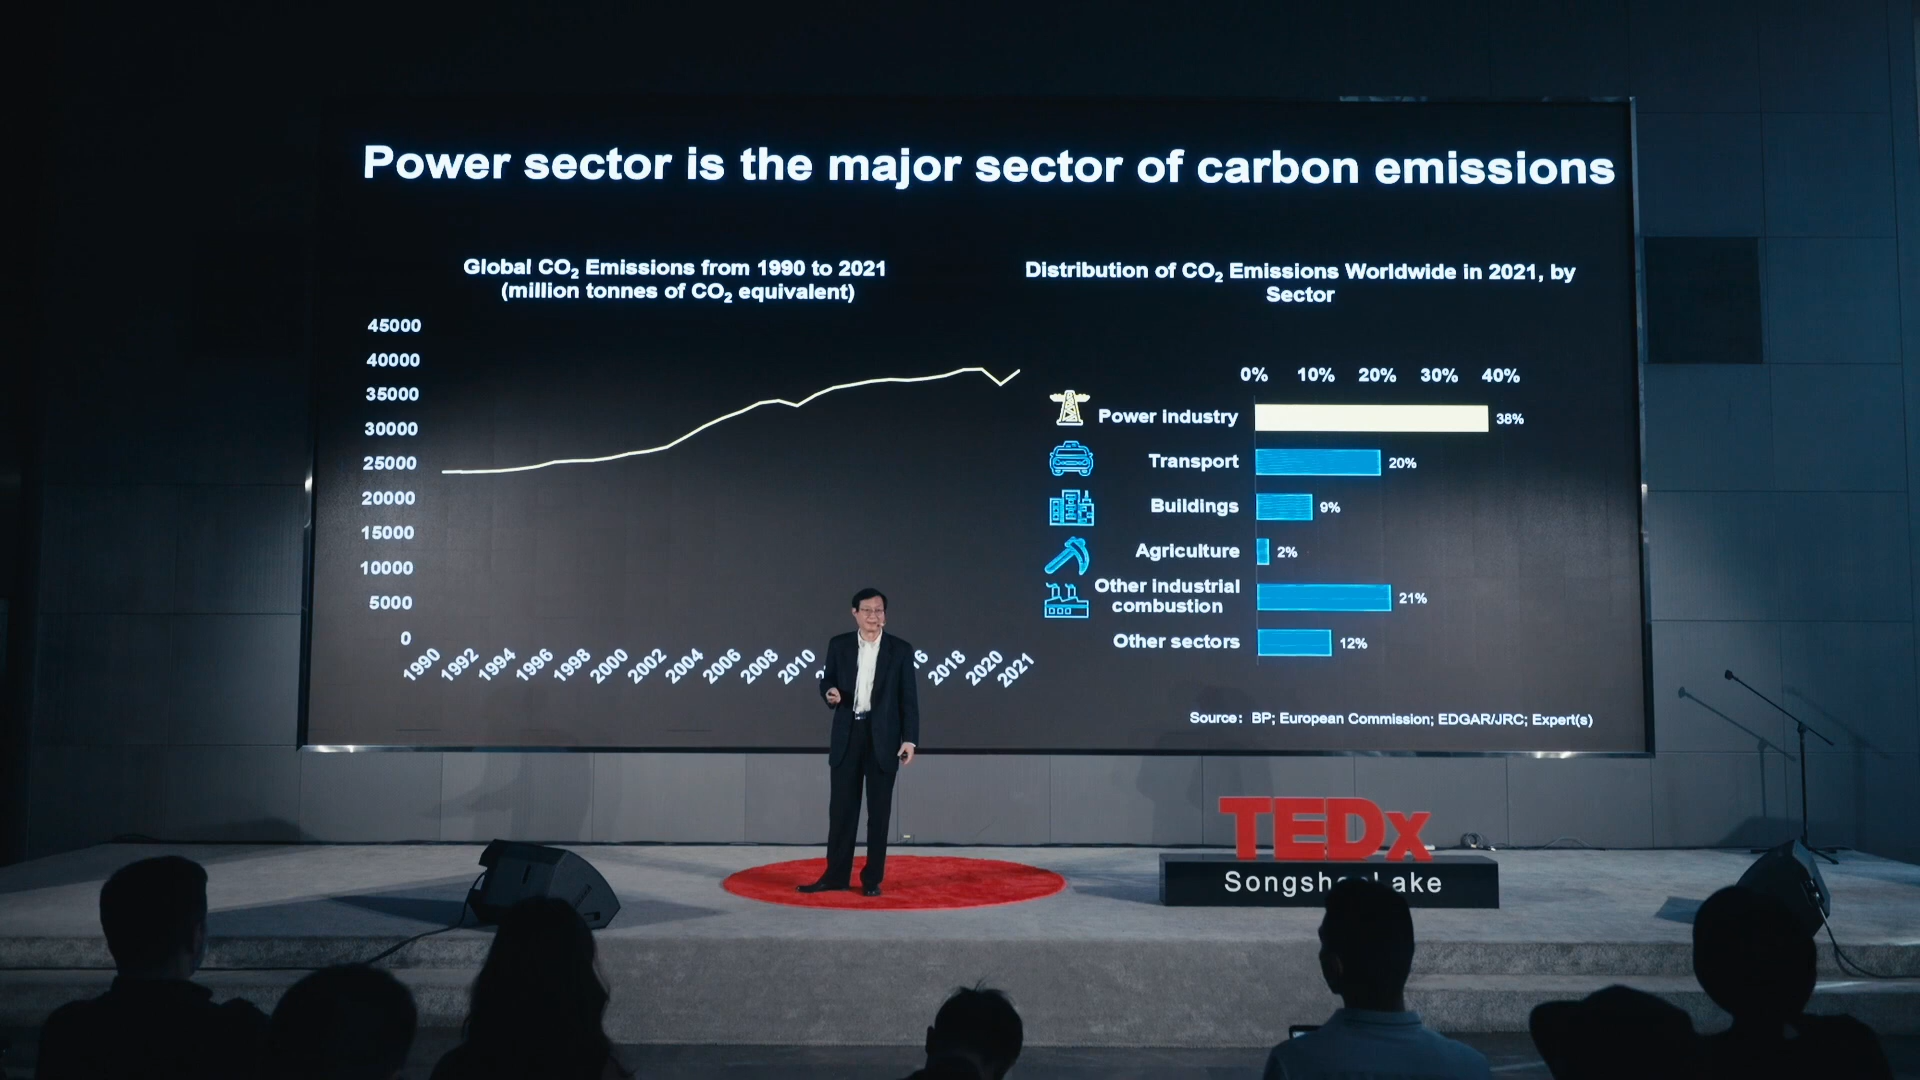 Power sector is the major sector of carbon emissions
Global CO₂ Emissions from 1990 to 2021
(million tonnes of CO₂ equivalent)
45000
40000
35000
30000
25000
20000
15000
10000
5000
0
1990 1992 1994 1996 1998 2000 2002 2004 2006 2008 2010 2018 2020 2021
Distribution of CO₂ Emissions Worldwide in 2021, by
Sector
0% 10% 20% 30% 40%
Power industry 38%
Transport 20%
Buildings 9%
Agriculture 2%
Other industrial
combustion 21%
Other sectors 12%
Source: BP; European Commission; EDGAR/JRC; Expert(s)
TEDx